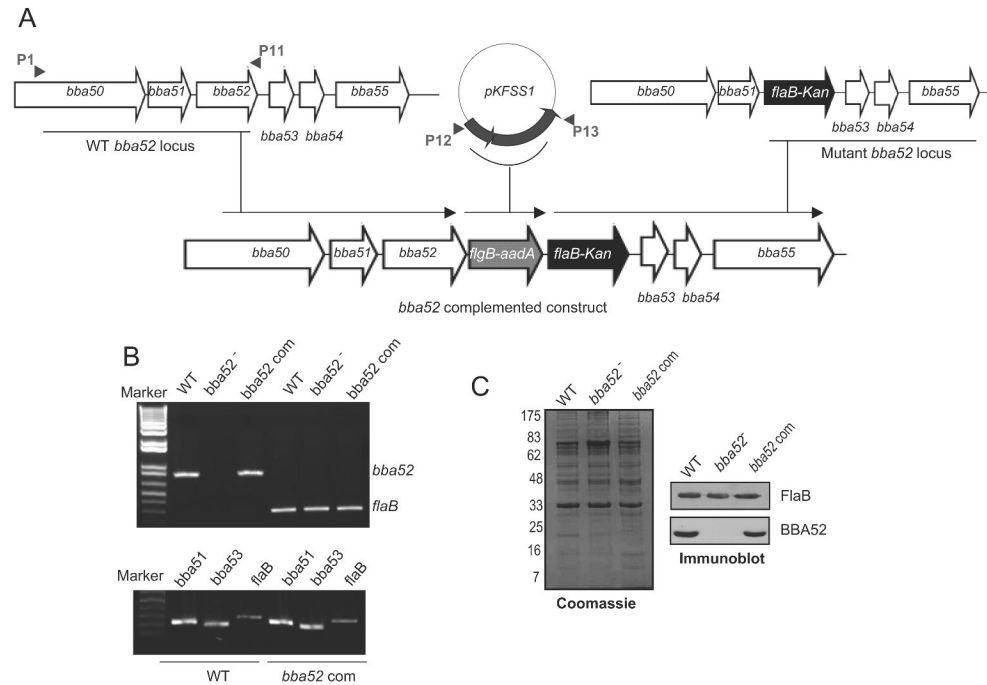 A
P1
P11
bba50
bba51
bba52
bba55
bba53
bba54
WT bba52 locus
pKFSS1
P12
P13
bba50
bba51
flaB-Kan
bba55
bba53
bba54
Mutant bba52 locus
bba50
bba51
bba52
flgB-aadA
flaB-Kan
bba55
bba53
bba54
bba52 complemented construct
B
Marker
WT
bba52-
bba52 com
WT
bba52-
bba52 com
bba52
flaB
Marker
bba51
bba53
flaB
bba51
bba53
flaB
WT
bba52 com
C
WT
bba52-
bba52 com
175
83
62
48
33
25
16
7
Coomassie
WT
bba52-
bba52 com
FlaB
BBA52
Immunoblot